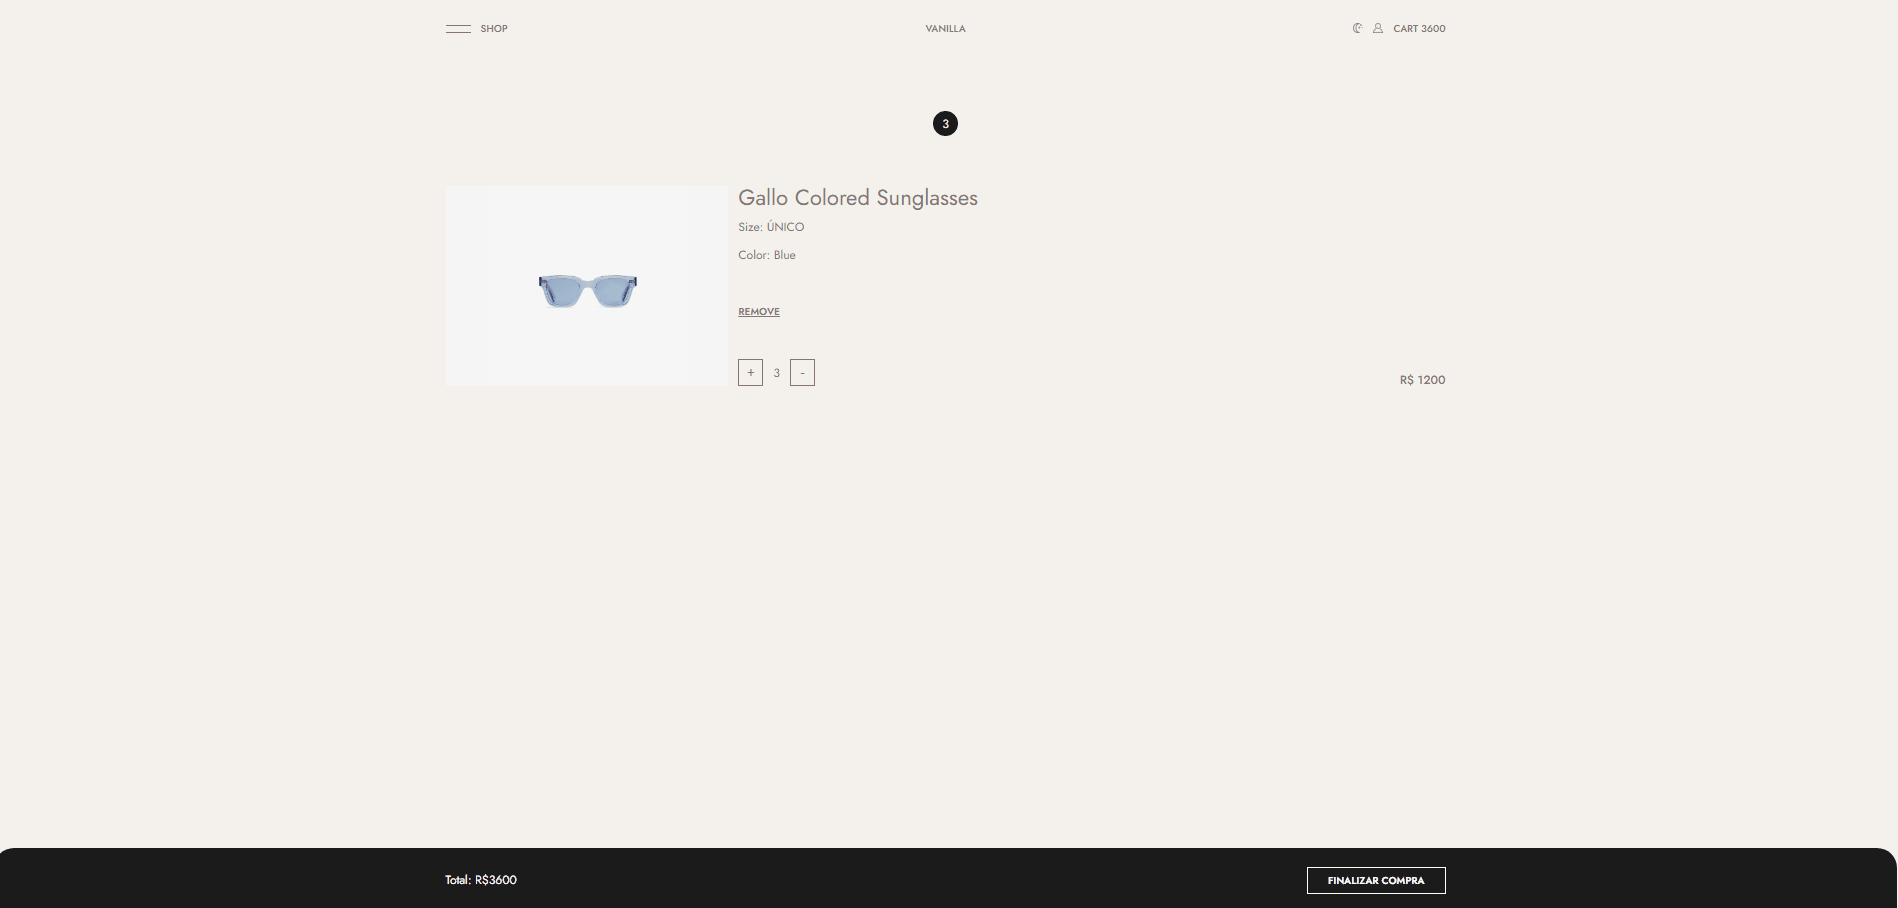 SHOP
VANILLA
CART 3600
3
Gallo Colored Sunglasses
Size: ÚNICO
Color: Blue
REMOVE
+ 3 -
R$ 1200
Total: R$3600
FINALIZAR COMPRA